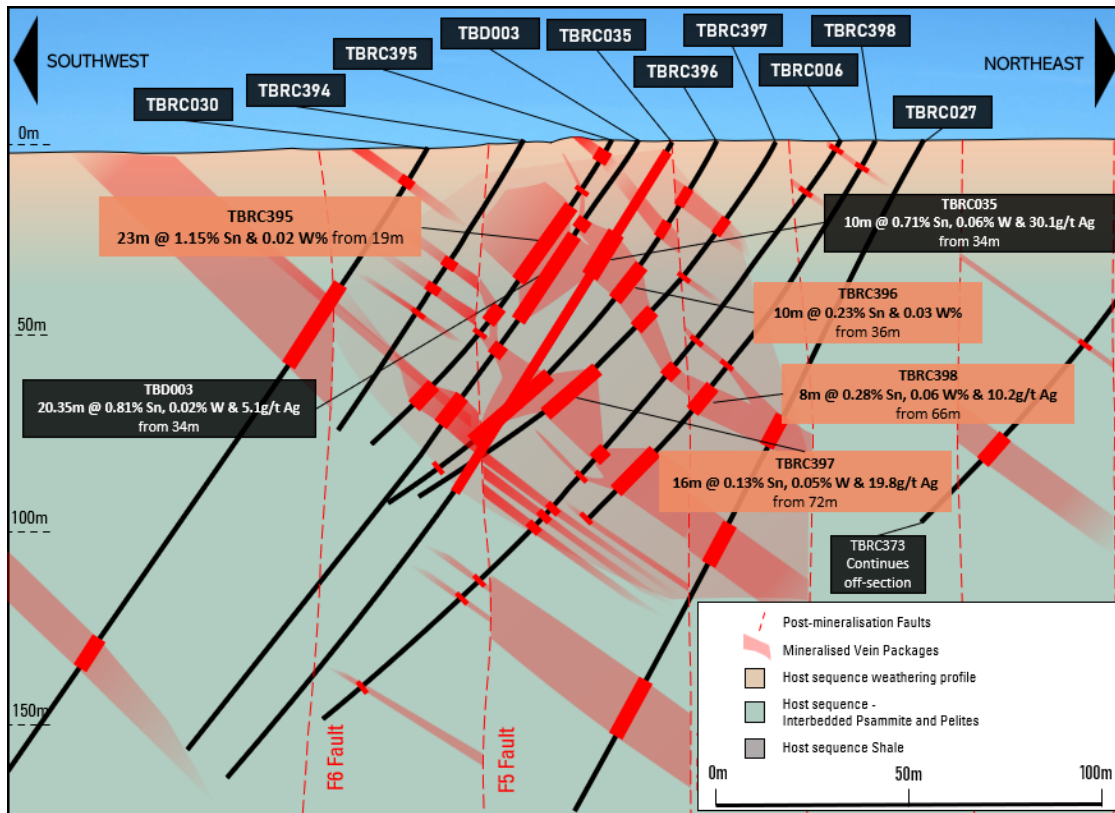 SOUTHWEST
NORTHEAST
TBRC030
TBRC394
TBRC395
TBD003
TBRC035
TBRC396
TBRC397
TBRC006
TBRC398
TBRC027
0m
50m
100m
150m
TBRC395
23m @ 1.15% Sn & 0.02 W% from 19m
TBRC035
10m @ 0.71% Sn, 0.06% W & 30.1g/t Ag
from 34m
TBRC396
10m @ 0.23% Sn & 0.03 W%
from 36m
TBD003
20.35m @ 0.81% Sn, 0.02% W & 5.1g/t Ag
from 34m
TBRC398
8m @ 0.28% Sn, 0.06 W% & 10.2g/t Ag
from 66m
TBRC397
16m @ 0.13% Sn, 0.05% W & 19.8g/t Ag
from 72m
TBRC373
Continues
off-section
F6 Fault
F5 Fault
Post-mineralisation Faults
Mineralised Vein Packages
Host sequence weathering profile
Host sequence -
Interbedded Psammite and Pelites
Host sequence Shale
0m 50m 100m